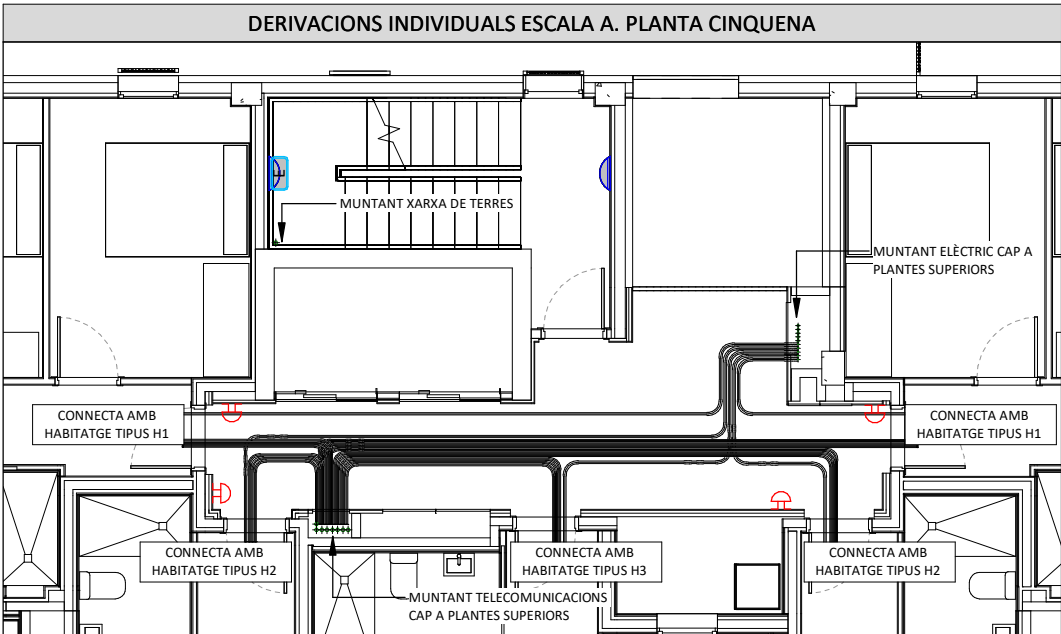 DERIVACIONS INDIVIDUALS ESCALA A. PLANTA CINQUENA
MUNTANT XARXA DE TERRES
MUNTANT ELÈCTRIC CAP A
PLANTES SUPERIORS
CONNECTA AMB
HABITATGE TIPUS H1
CONNECTA AMB
HABITATGE TIPUS H1
CONNECTA AMB
HABITATGE TIPUS H2
CONNECTA AMB
HABITATGE TIPUS H3
CONNECTA AMB
HABITATGE TIPUS H2
MUNTANT TELECOMUNICACIONS
CAP A PLANTES SUPERIORS